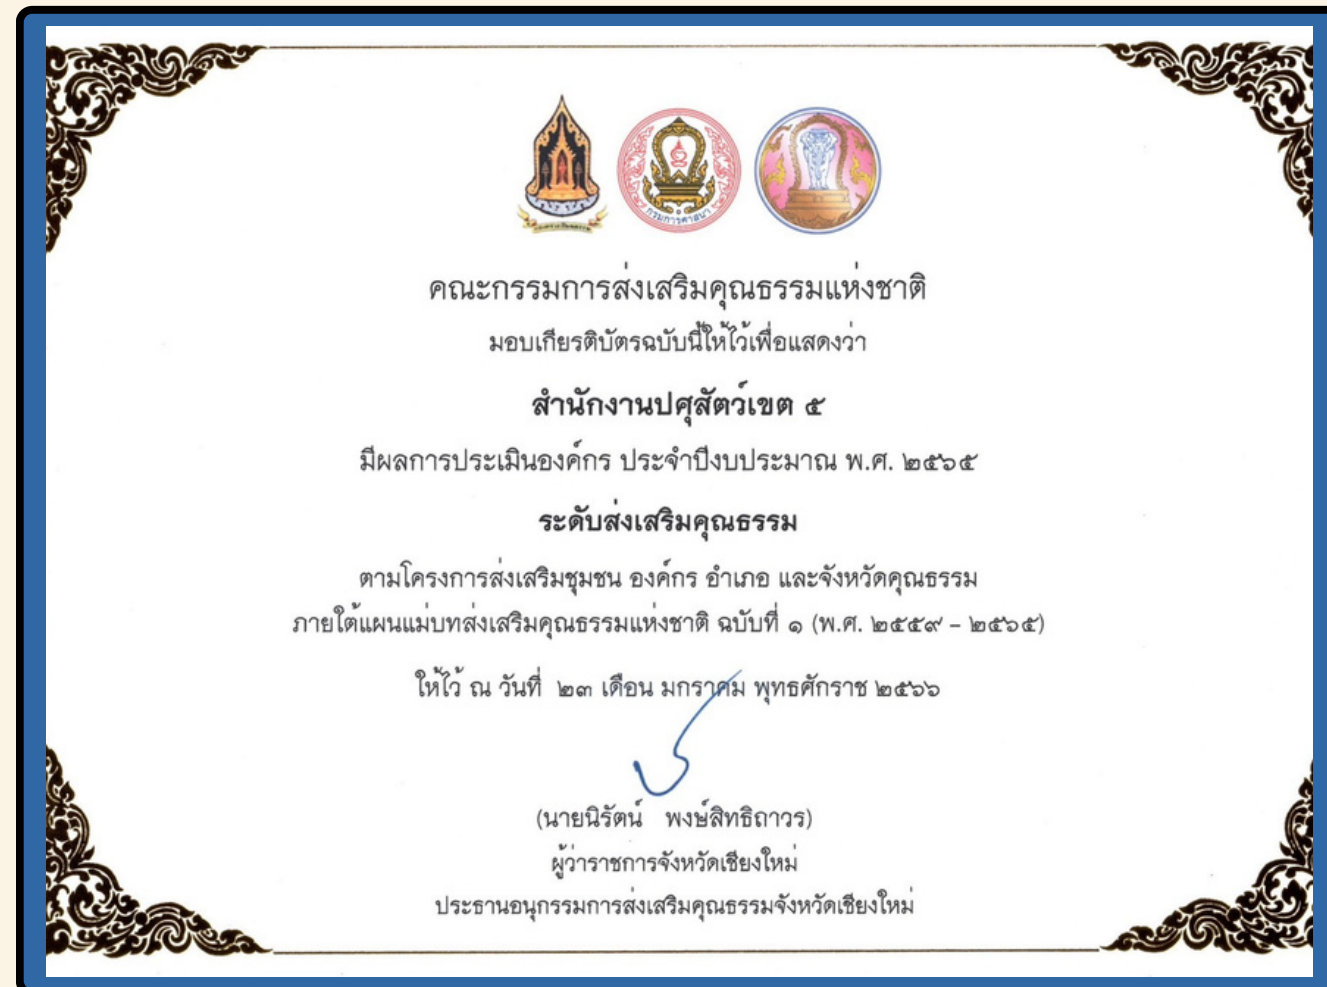 กรมการศาสนา
คณะกรรมการส่งเสริมคุณธรรมแห่งชาติ
มอบเกียรติบัตรฉบับนี้ให้ไว้เพื่อแสดงว่า
สำนักงานปศุสัตว์เขต ๕
มีผลการประเมินองค์กร ประจำปีงบประมาณ พ.ศ. ๒๕๖๕
ระดับส่งเสริมคุณธรรม
ตามโครงการส่งเสริมชุมชน องค์กร อำเภอ และจังหวัดคุณธรรม
ภายใต้แผนแม่บทส่งเสริมคุณธรรมแห่งชาติ ฉบับที่ ๑ (พ.ศ. ๒๕๕๙ – ๒๕๖๕)
ให้ไว้ ณ วันที่ ๒๓ เดือน มกราคม พุทธศักราช ๒๕๖๖
(นายนิรัตน์ พงษ์สิทธิถาวร)
ผู้ว่าราชการจังหวัดเชียงใหม่
ประธานอนุกรรมการส่งเสริมคุณธรรมจังหวัดเชียงใหม่